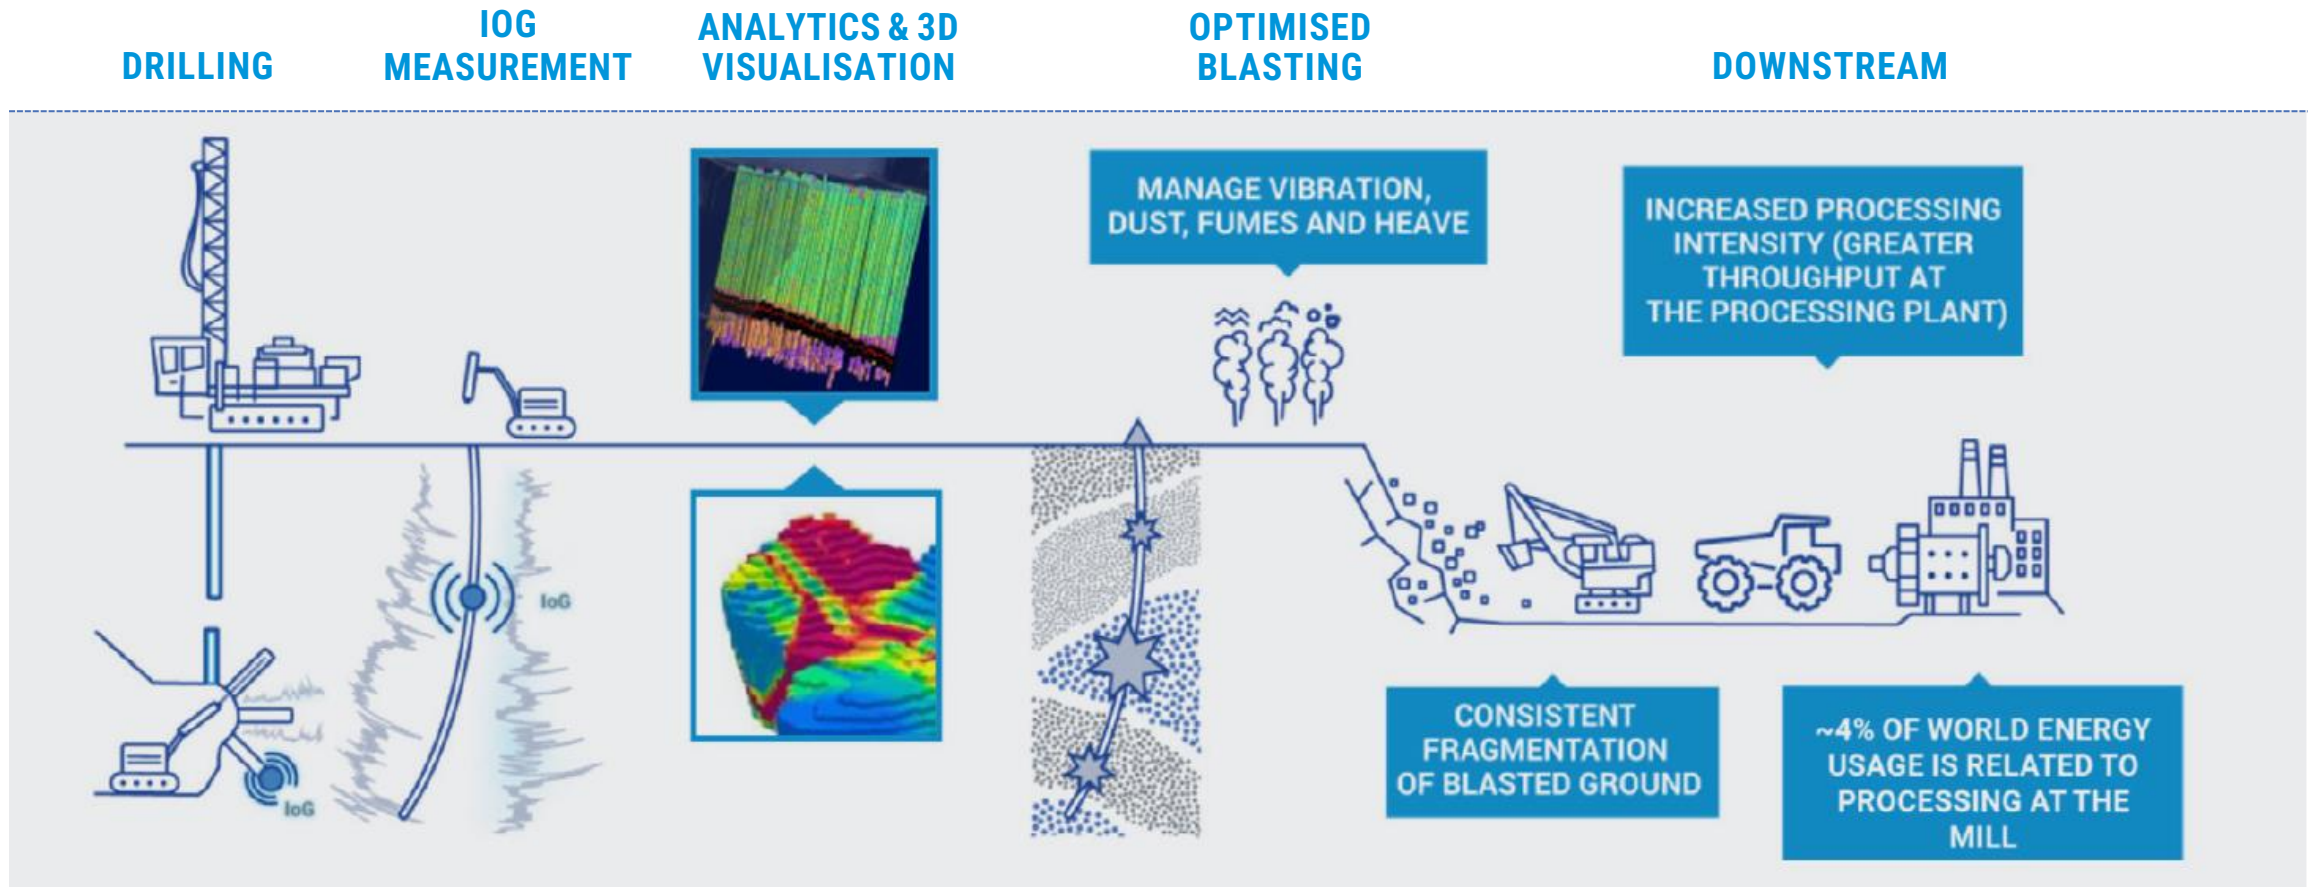 DRILLING
IOG
MEASUREMENT
ANALYTICS & 3D
VISUALISATION
OPTIMISED
BLASTING
DOWNSTREAM
MANAGE VIBRATION,
DUST, FUMES AND HEAVE
INCREASED PROCESSING
INTENSITY (GREATER
THROUGHPUT AT
THE PROCESSING PLANT)
IoG
IoG
CONSISTENT
FRAGMENTATION
OF BLASTED GROUND
~4% OF WORLD ENERGY
USAGE IS RELATED TO
PROCESSING AT THE
MILL